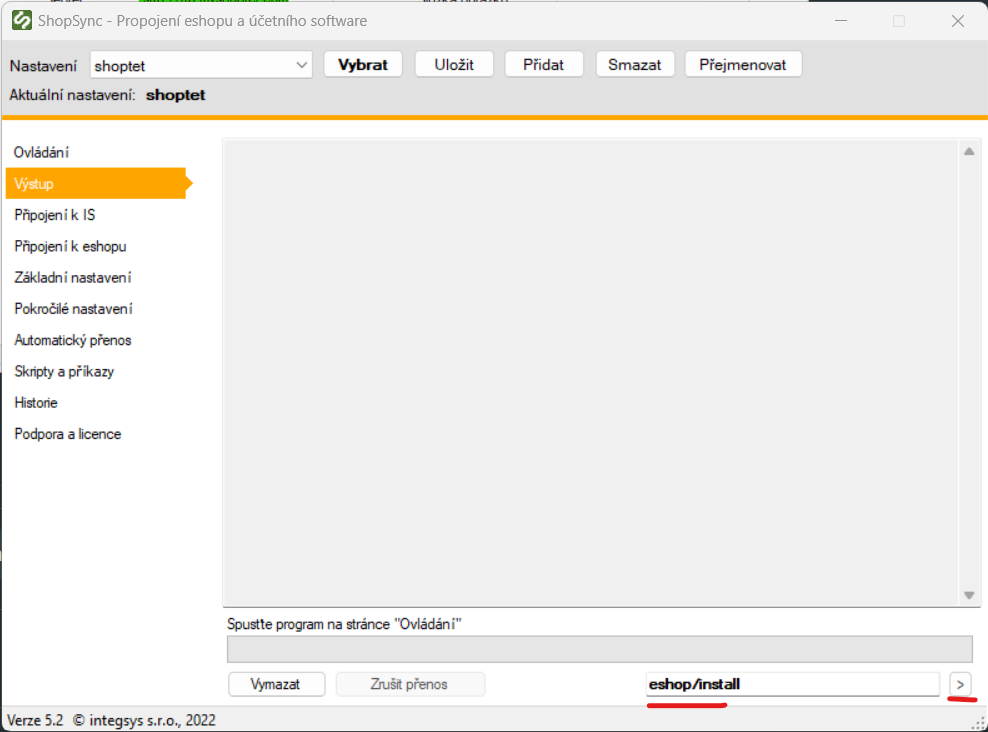 ShopSync - Propojení eshopu a účetního software
Nastavení shoptet Vybrat Uložit Přidat Smazat Přejmenovat
Aktuální nastavení: shoptet
Ovládání
Výstup
Připojení k IS
Připojení k eshopu
Základní nastavení
Pokročilé nastavení
Automatický přenos
Skripty a příkazy
Historie
Podpora a licence
Spusťte program na stránce "Ovládání"
Vymazat Zrušit přenos eshop/install >
Verze 5.2 © integsys s.r.o., 2022